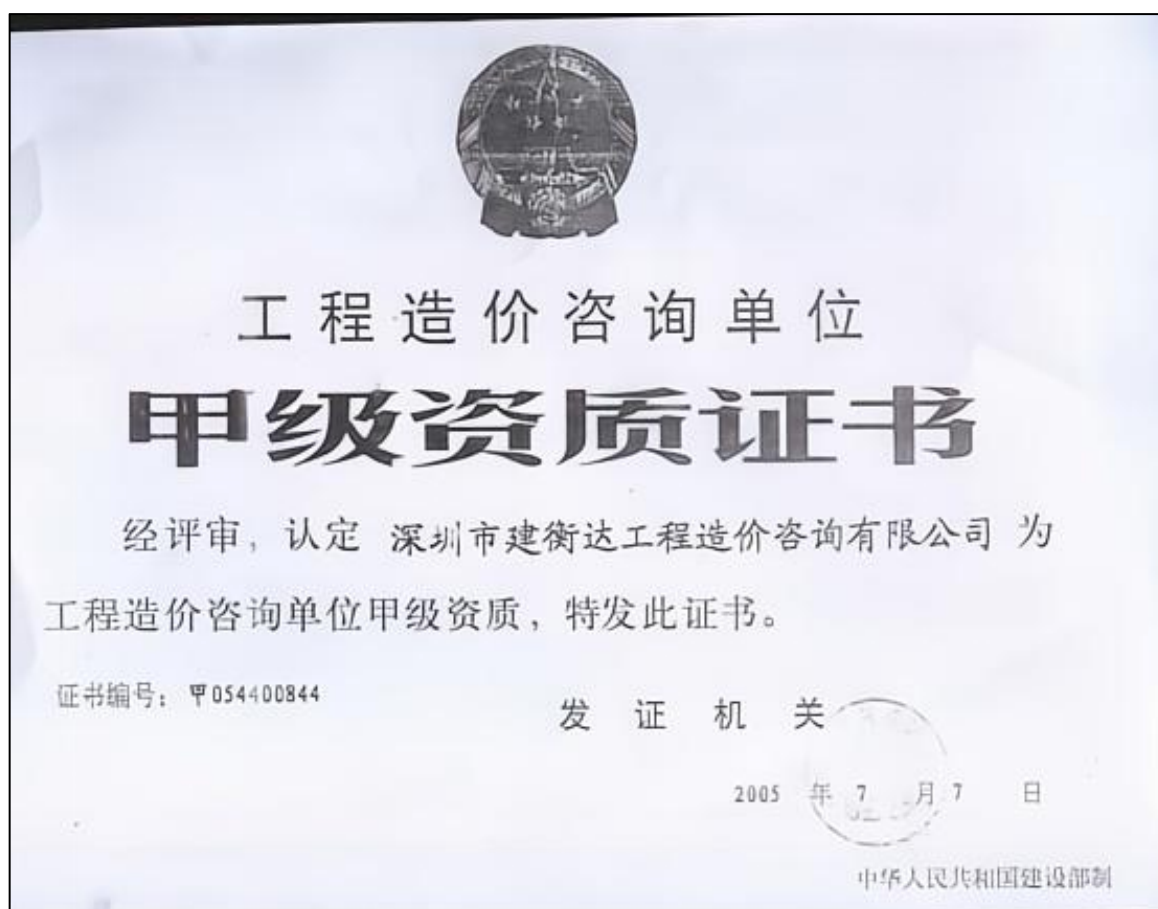 工程造价咨询单位
甲级资质证书
经评审，认定 深圳市建衡达工程造价咨询有限公司 为
工程造价咨询单位甲级资质，特发此证书。
证书编号：甲054400844
发证机关
2005 年 7 月 7 日
中华人民共和国建设部制